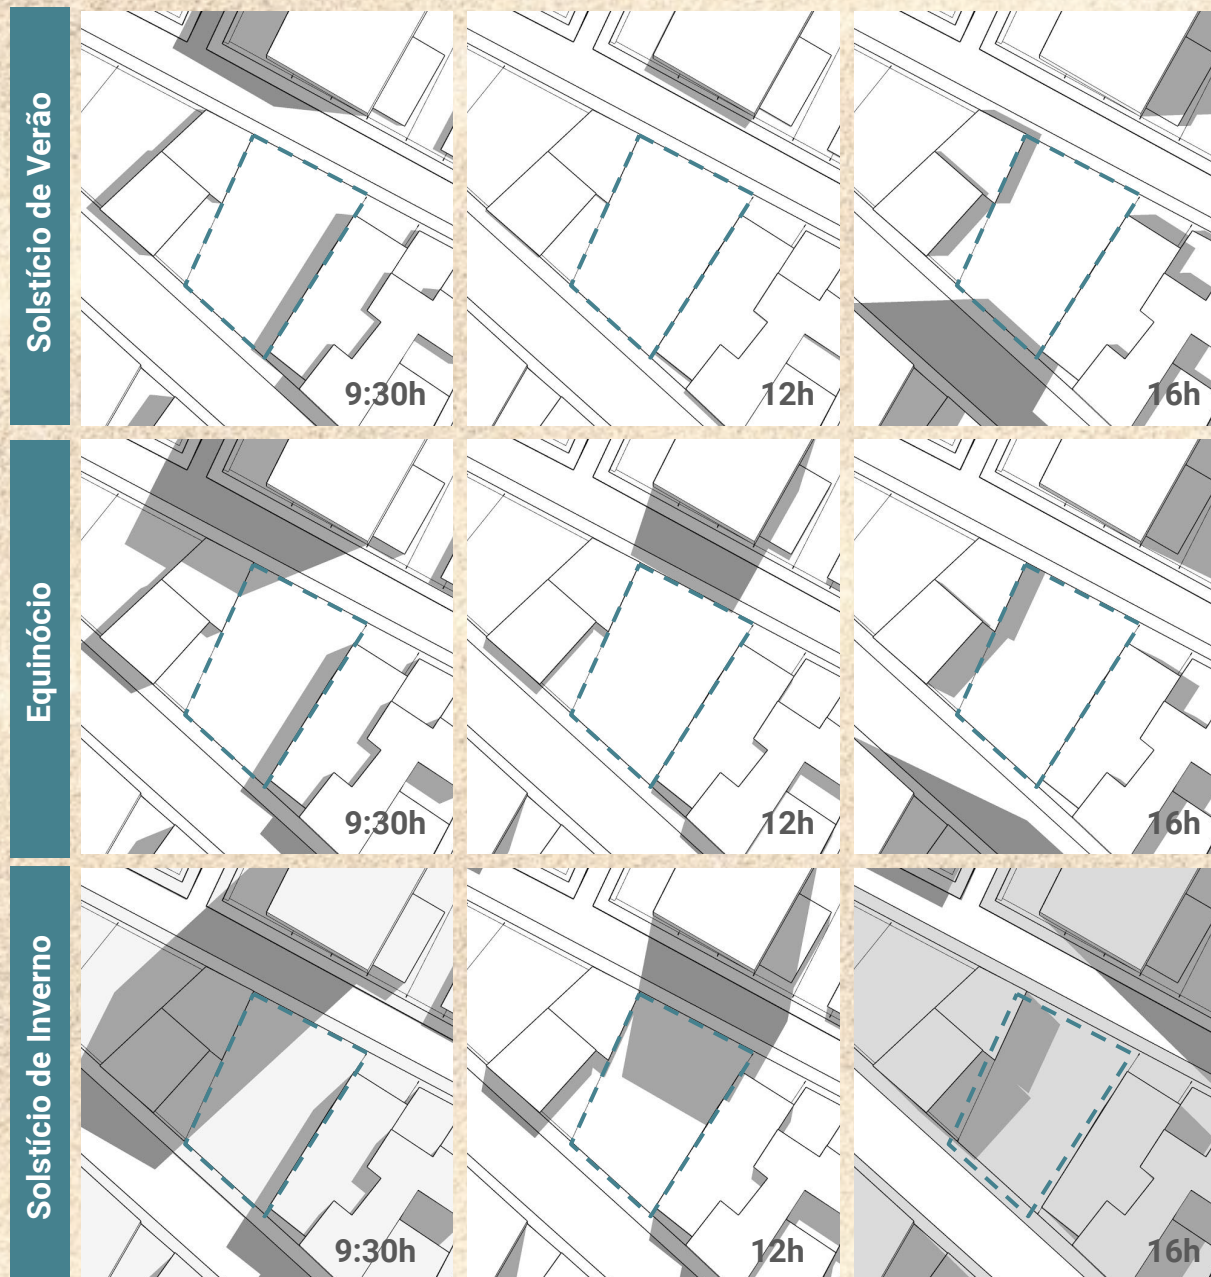 Solstício de Verão
9:30h
12h
16h
Equinócio
9:30h
12h
16h
Solstício de Inverno
9:30h
12h
16h